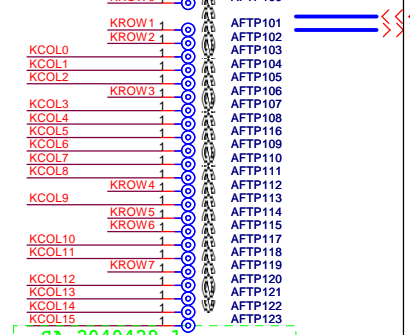 KROW1 1 AFTP101
KROW2 1 AFTP102
KCOL0 1 AFTP103
KCOL1 1 AFTP104
KCOL2 1 AFTP105
KROW3 1 AFTP106
KCOL3 1 AFTP107
KCOL4 1 AFTP108
KCOL5 1 AFTP116
KCOL6 1 AFTP109
KCOL7 1 AFTP110
KCOL8 1 AFTP111
KROW4 1 AFTP112
KCOL9 1 AFTP113
KROW5 1 AFTP114
KROW6 1 AFTP115
KCOL10 1 AFTP117
KCOL11 1 AFTP118
KROW7 1 AFTP119
KCOL12 1 AFTP120
KCOL13 1 AFTP121
KCOL14 1 AFTP122
KCOL15 1 AFTP123